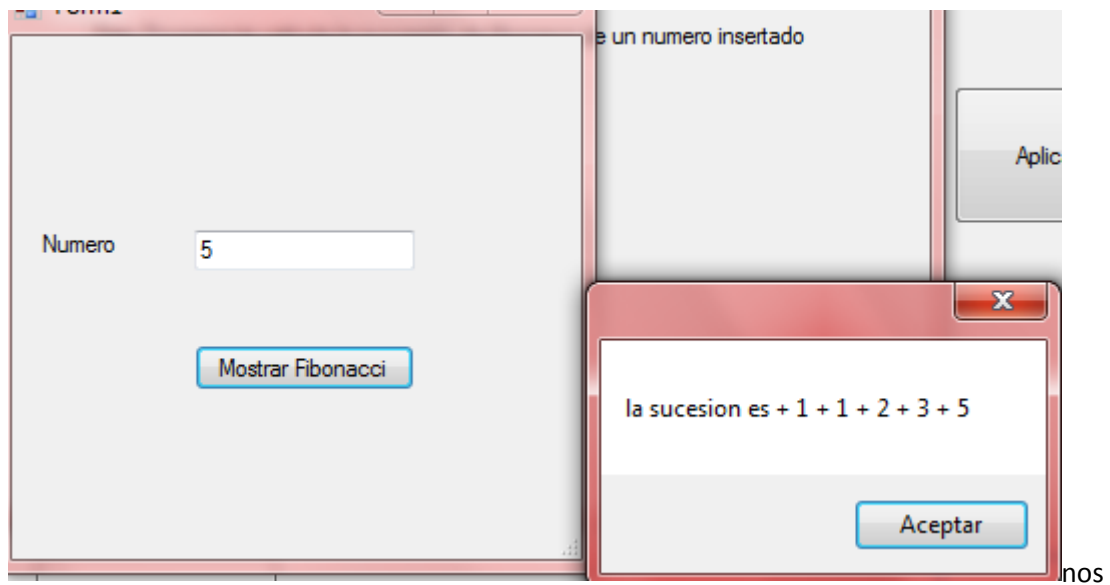 e un numero insertado
Aplic
Numero
5
Mostrar Fibonacci
la sucesion es + 1 + 1 + 2 + 3 + 5
Aceptar
nos